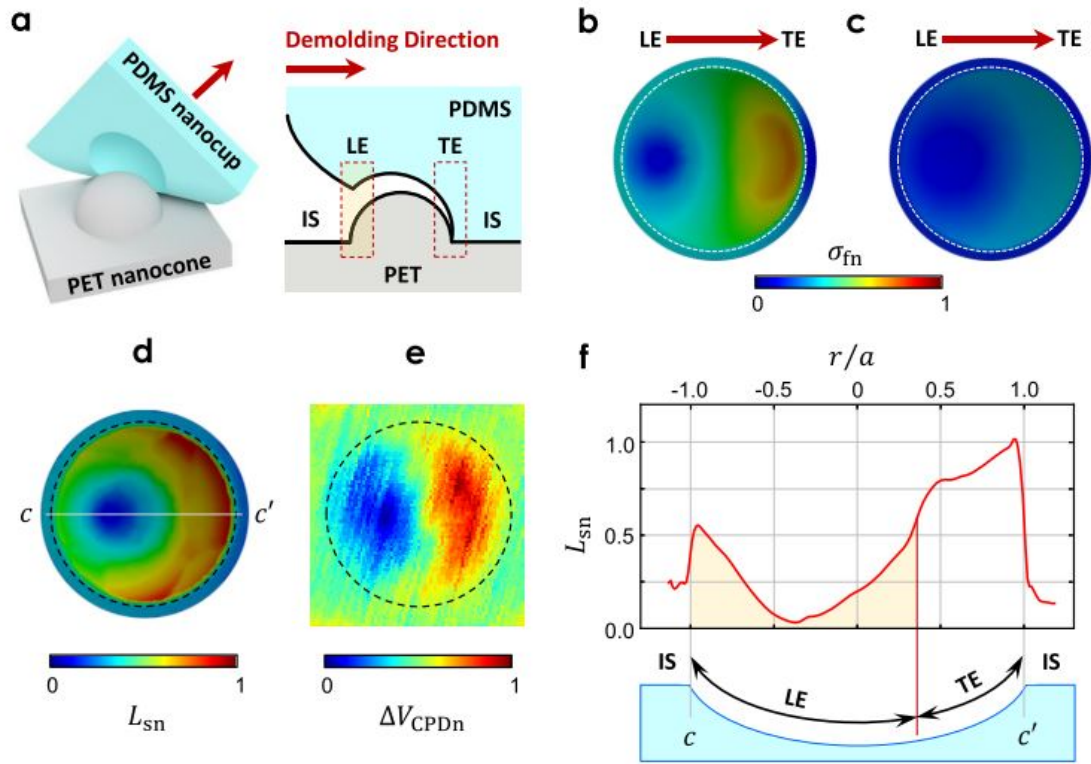 a
PDMS nanocup
PET nanocone
Demolding Direction
PDMS
LE
TE
IS
IS
PET
b
LE
TE
c
LE
TE
σfn
0
1
d
c
c′
0
1
Lsn
e
0
1
ΔVCPDn
f
r/a
-1.0
-0.5
0
0.5
1.0
1.0
0.5
0.0
Lsn
IS
IS
LE
TE
c
c′